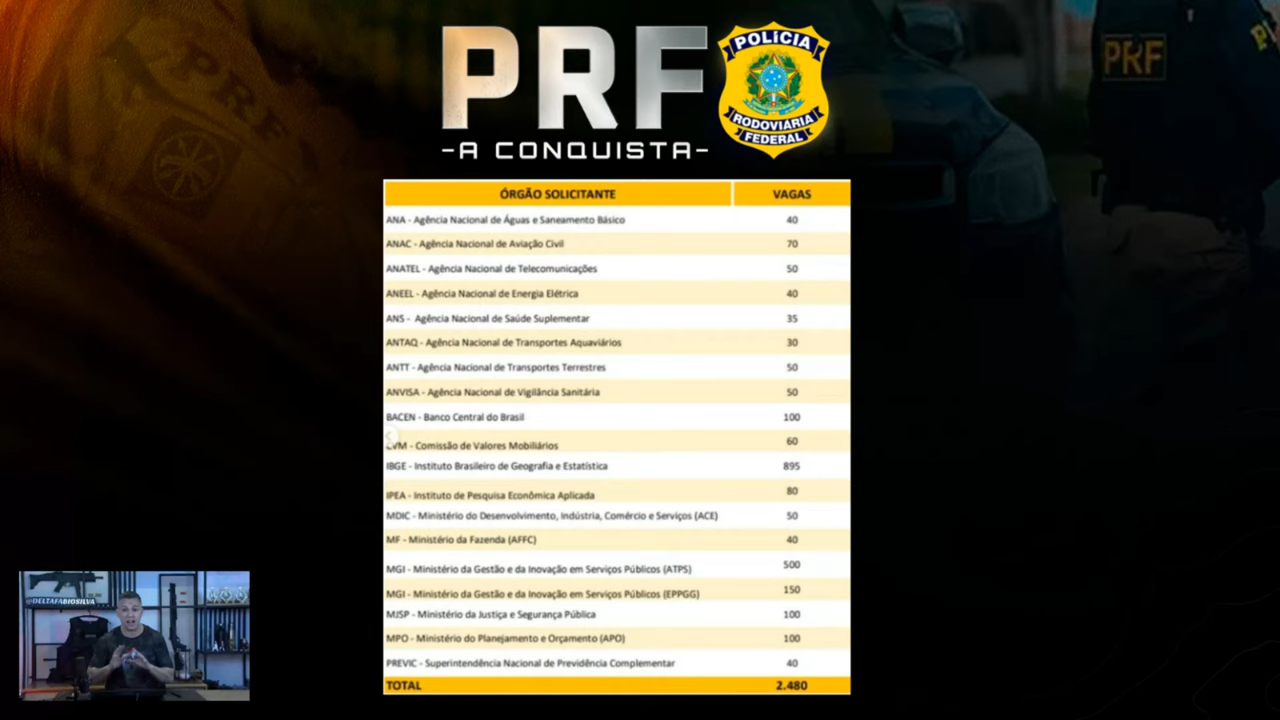 PRF
-A CONQUISTA-
POLÍCIA
RODOVIARIA
FEDERAL
PRF
PRF
ÓRGÃO SOLICITANTE VAGAS
ANA - Agência Nacional de Águas e Saneamento Básico 40
ANAC - Agência Nacional de Aviação Civil 70
ANATEL - Agência Nacional de Telecomunicações 50
ANEEL - Agência Nacional de Energia Elétrica 40
ANS - Agência Nacional de Saúde Suplementar 35
ANTAQ - Agência Nacional de Transportes Aquaviários 30
ANTT - Agência Nacional de Transportes Terrestres 50
ANVISA - Agência Nacional de Vigilância Sanitária 50
BACEN - Banco Central do Brasil 100
CVM - Comissão de Valores Mobiliários 60
IBGE - Instituto Brasileiro de Geografia e Estatística 895
IPEA - Instituto de Pesquisa Econômica Aplicada 80
MDIC - Ministério do Desenvolvimento, Indústria, Comércio e Serviços (ACE) 50
MF - Ministério da Fazenda (AFFC) 40
MGI - Ministério da Gestão e da Inovação em Serviços Públicos (ATPS) 500
MGI - Ministério da Gestão e da Inovação em Serviços Públicos (EPPGG) 150
MJSP - Ministério da Justiça e Segurança Pública 100
MPO - Ministério do Planejamento e Orçamento (APO) 100
PREVIC - Superintendência Nacional de Previdência Complementar 40
TOTAL 2.480
@DELTAFABIOSILVA